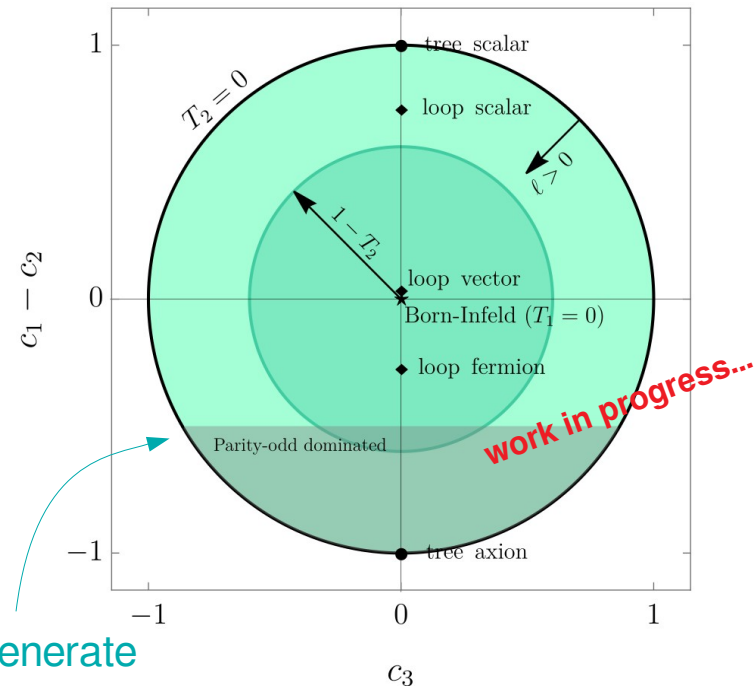 1
tree scalar
T₂ = 0
loop scalar
ℓ > 0
1 − T₂
c₁ − c₂
loop vector
0
Born-Infeld (T₁ = 0)
loop fermion
work in progress...
Parity-odd dominated
−1
tree axion
−1
0
1
enerate
c₃